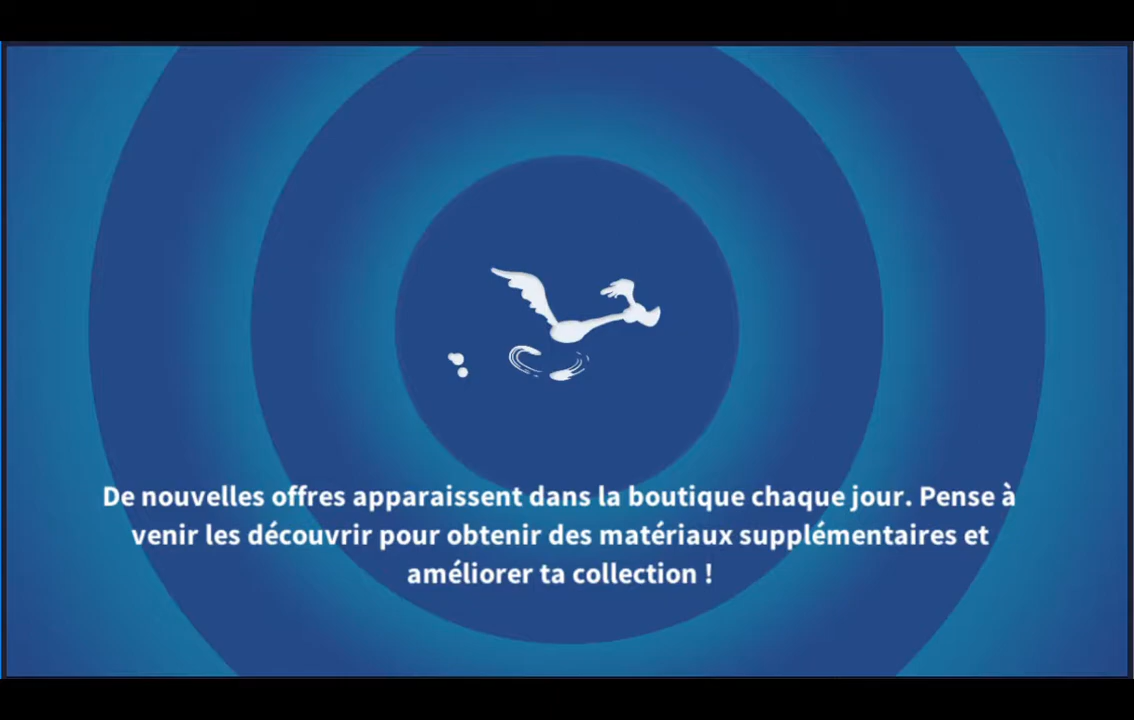 De nouvelles offres apparaissent dans la boutique chaque jour. Pense à
venir les découvrir pour obtenir des matériaux supplémentaires et
améliorer ta collection !